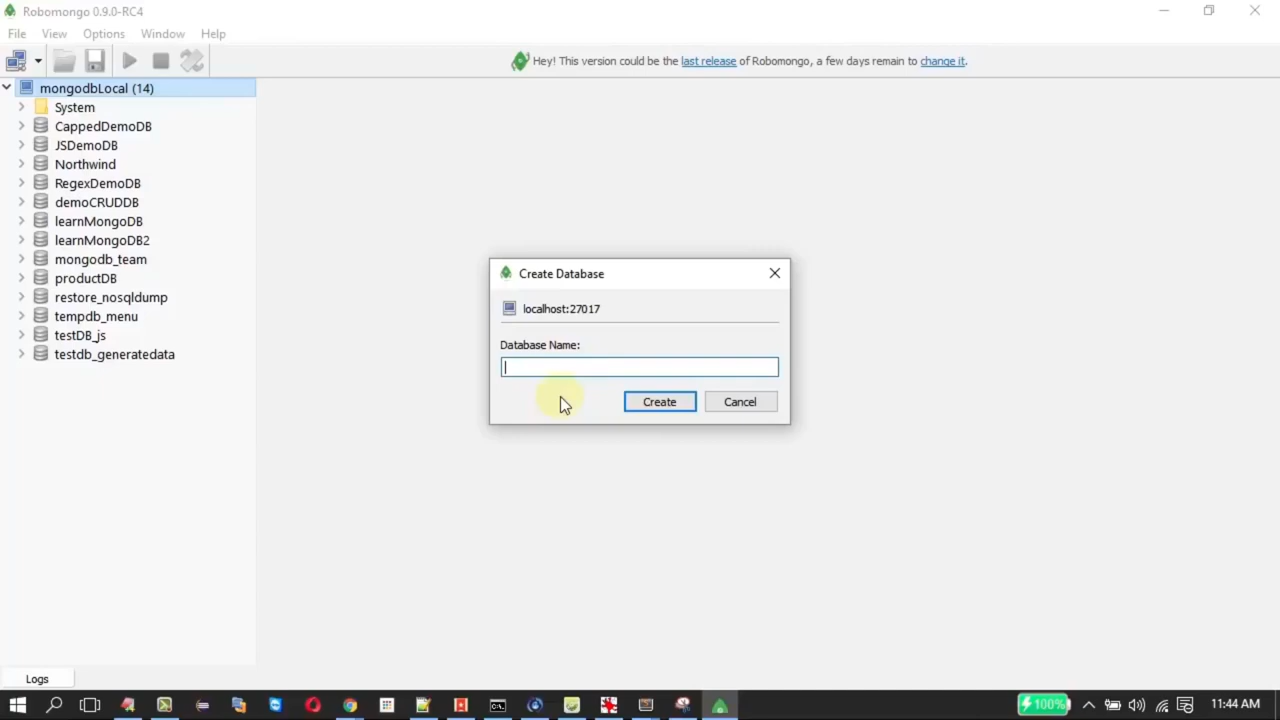 Robomongo 0.9.0-RC4
File View Options Window Help
Hey! This version could be the last release of Robomongo, a few days remain to change it.
mongodbLocal (14)
System
CappedDemoDB
JSDemoDB
Northwind
RegexDemoDB
demoCRUDDB
learnMongoDB
learnMongoDB2
mongodb_team
productDB
restore_nosqldump
tempdb_menu
testDB_js
testdb_generatedata
Create Database
localhost:27017
Database Name:
Create Cancel
Logs
100% 11:44 AM